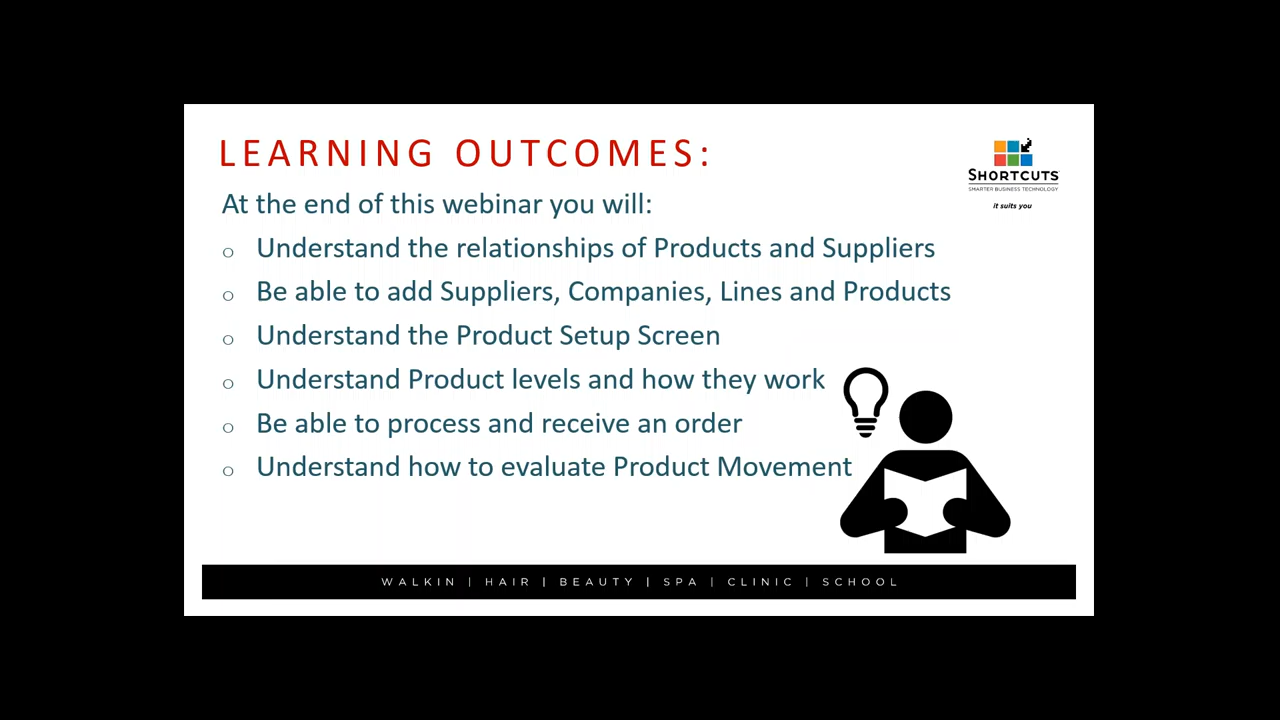 LEARNING OUTCOMES:
SHORTCUTS
SMARTER BUSINESS TECHNOLOGY
it suits you
At the end of this webinar you will:
o Understand the relationships of Products and Suppliers
o Be able to add Suppliers, Companies, Lines and Products
o Understand the Product Setup Screen
o Understand Product levels and how they work
o Be able to process and receive an order
o Understand how to evaluate Product Movement
WALKIN | HAIR | BEAUTY | SPA | CLINIC | SCHOOL